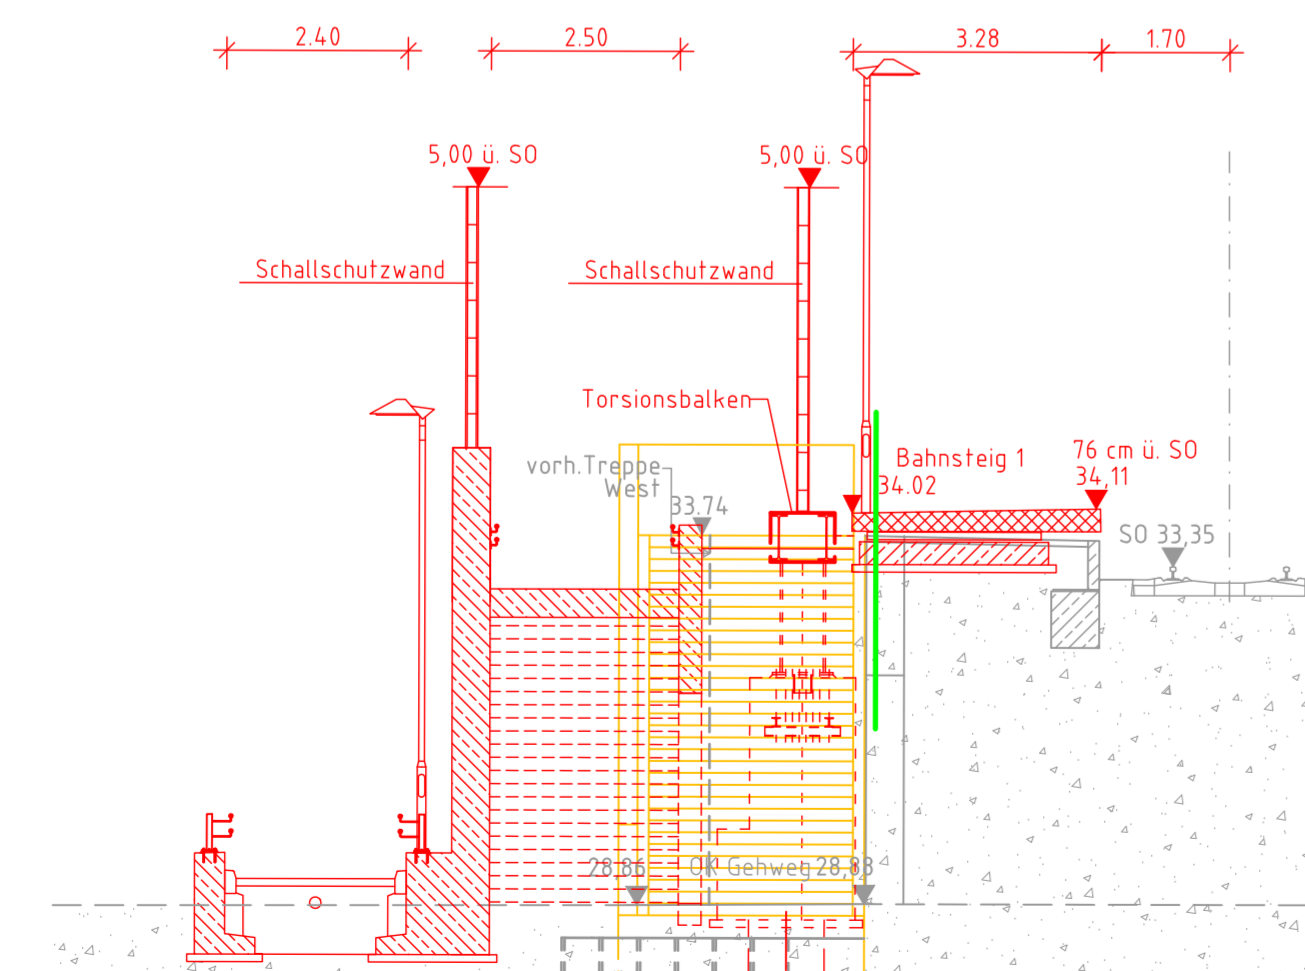 2.40
2.50
3.28
1.70
5,00 ü. SO
5,00 ü. SO
Schallschutzwand
Schallschutzwand
Torsionsbalken
vorh.Treppe
West
33.74
Bahnsteig 1
34.02
76 cm ü. SO
34,11
SO 33,35
28,86
OK Gehweg 28,88